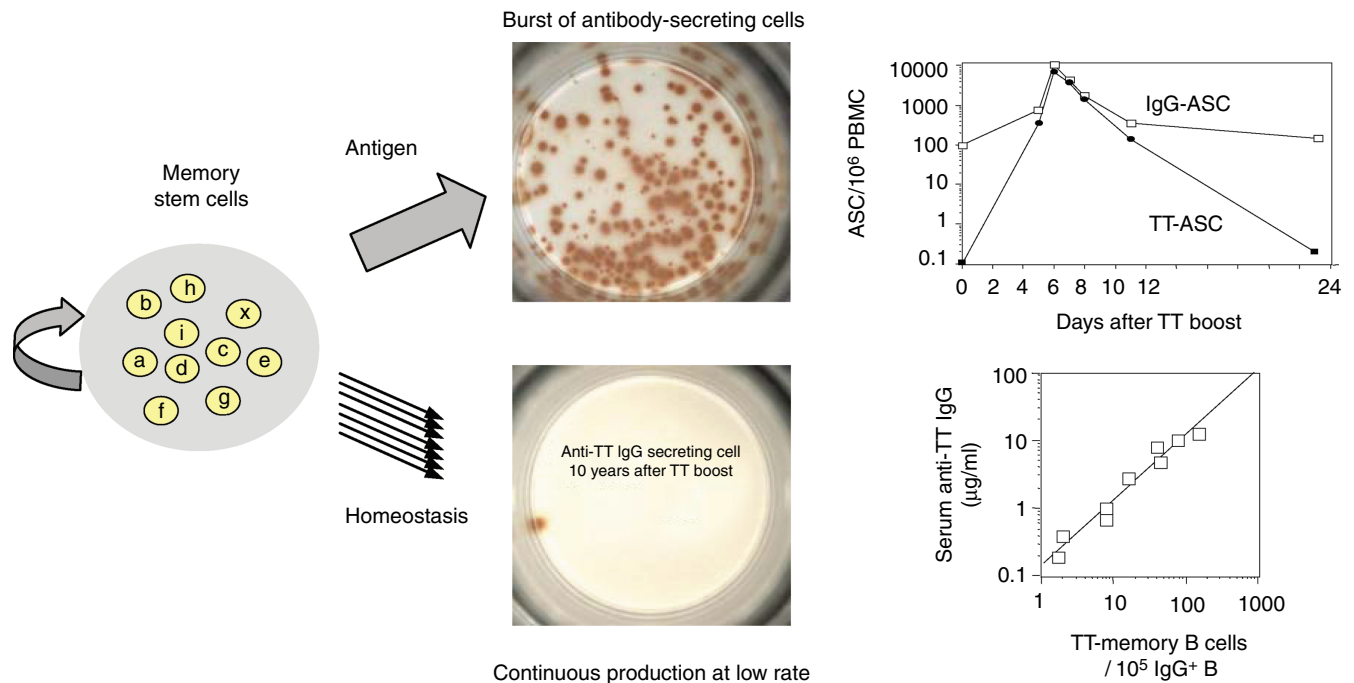 Burst of antibody-secreting cells
Antigen
Memory
stem cells
b
h
x
i
a
d
c
e
f
g
Homeostasis
Anti-TT IgG secreting cell
10 years after TT boost
Continuous production at low rate
ASC/10⁶ PBMC
10000
1000
100
10
1
0.1
IgG-ASC
TT-ASC
0 2 4 6 8 10 12 24
Days after TT boost
Serum anti-TT IgG
(μg/ml)
100
10
1
0.1
1 10 100 1000
TT-memory B cells
/ 10⁵ IgG⁺ B